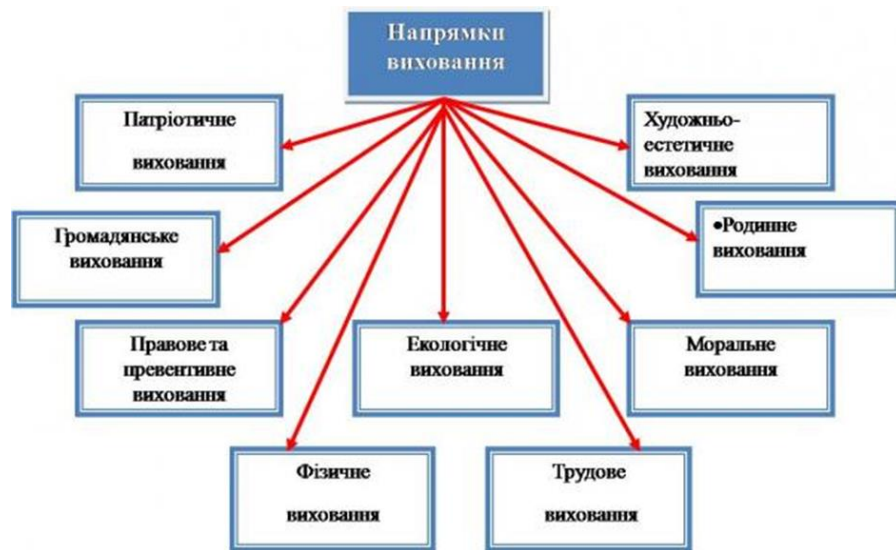 Напрямки
виховання
Патріотичне
виховання
Художньо-
естетичне
виховання
Громадянське
виховання
•Родинне
виховання
Правове та
превентивне
виховання
Екологічне
виховання
Моральне
виховання
Фізичне
виховання
Трудове
виховання